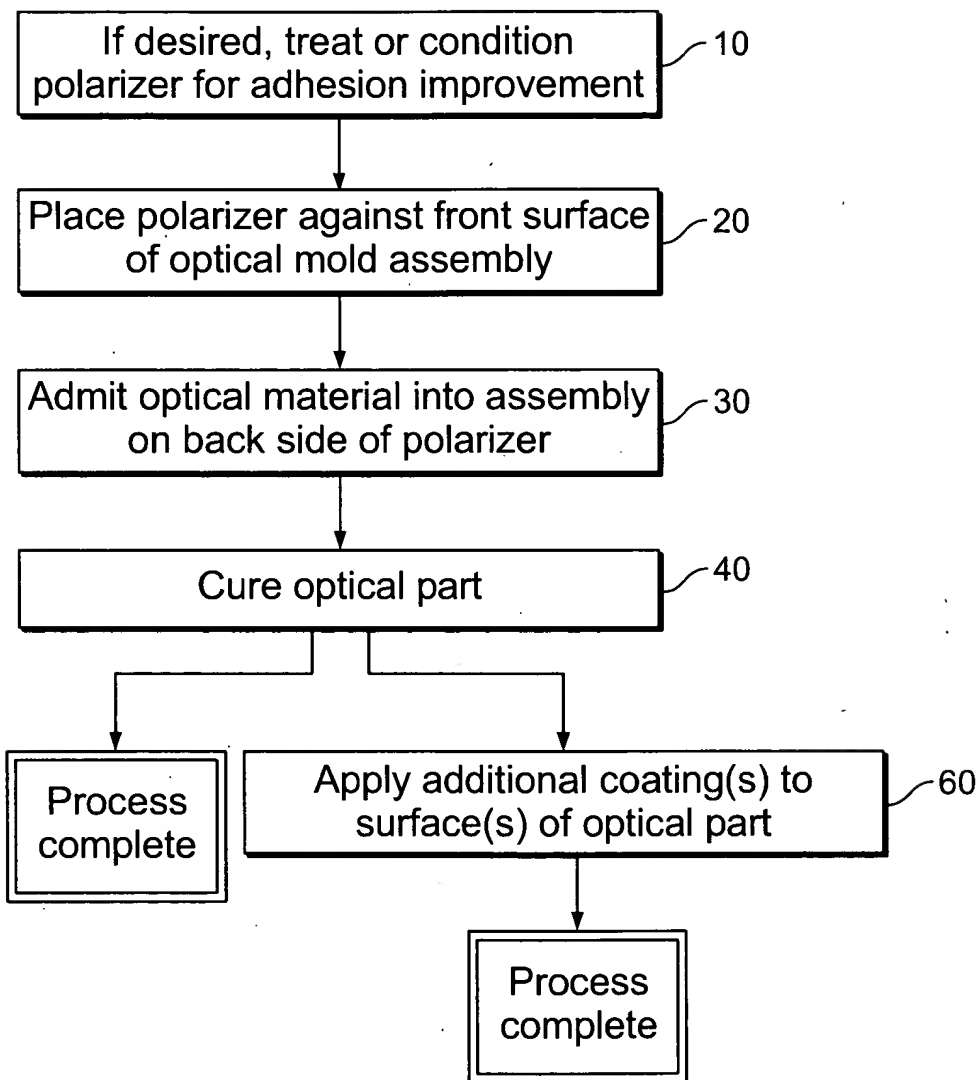 If desired, treat or condition
polarizer for adhesion improvement
10
Place polarizer against front surface
of optical mold assembly
20
Admit optical material into assembly
on back side of polarizer
30
Cure optical part
40
Process
complete
Apply additional coating(s) to
surface(s) of optical part
60
Process
complete